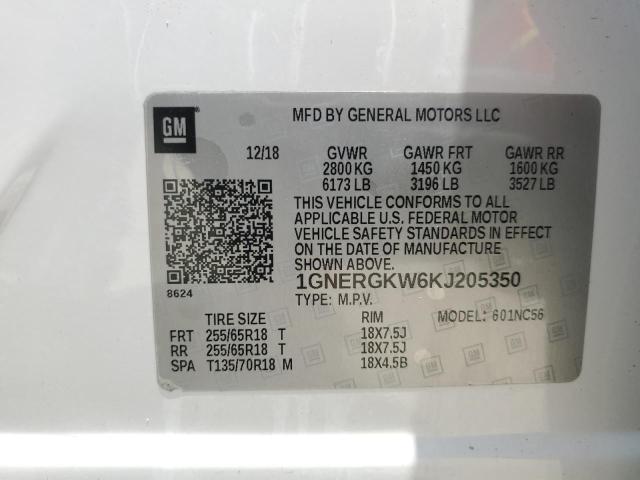 GM
MFD BY GENERAL MOTORS LLC
12/18 GVWR GAWR FRT GAWR RR
2800 KG 1450 KG 1600 KG
6173 LB 3196 LB 3527 LB
THIS VEHICLE CONFORMS TO ALL
APPLICABLE U.S. FEDERAL MOTOR
VEHICLE SAFETY STANDARDS IN EFFECT
ON THE DATE OF MANUFACTURE
SHOWN ABOVE.
8624
1GNERGKW6KJ205350
TYPE: M.P.V.
TIRE SIZE RIM MODEL: 601NC56
FRT 255/65R18 T 18X7.5J
RR 255/65R18 T 18X7.5J
SPA T135/70R18 M 18X4.5B